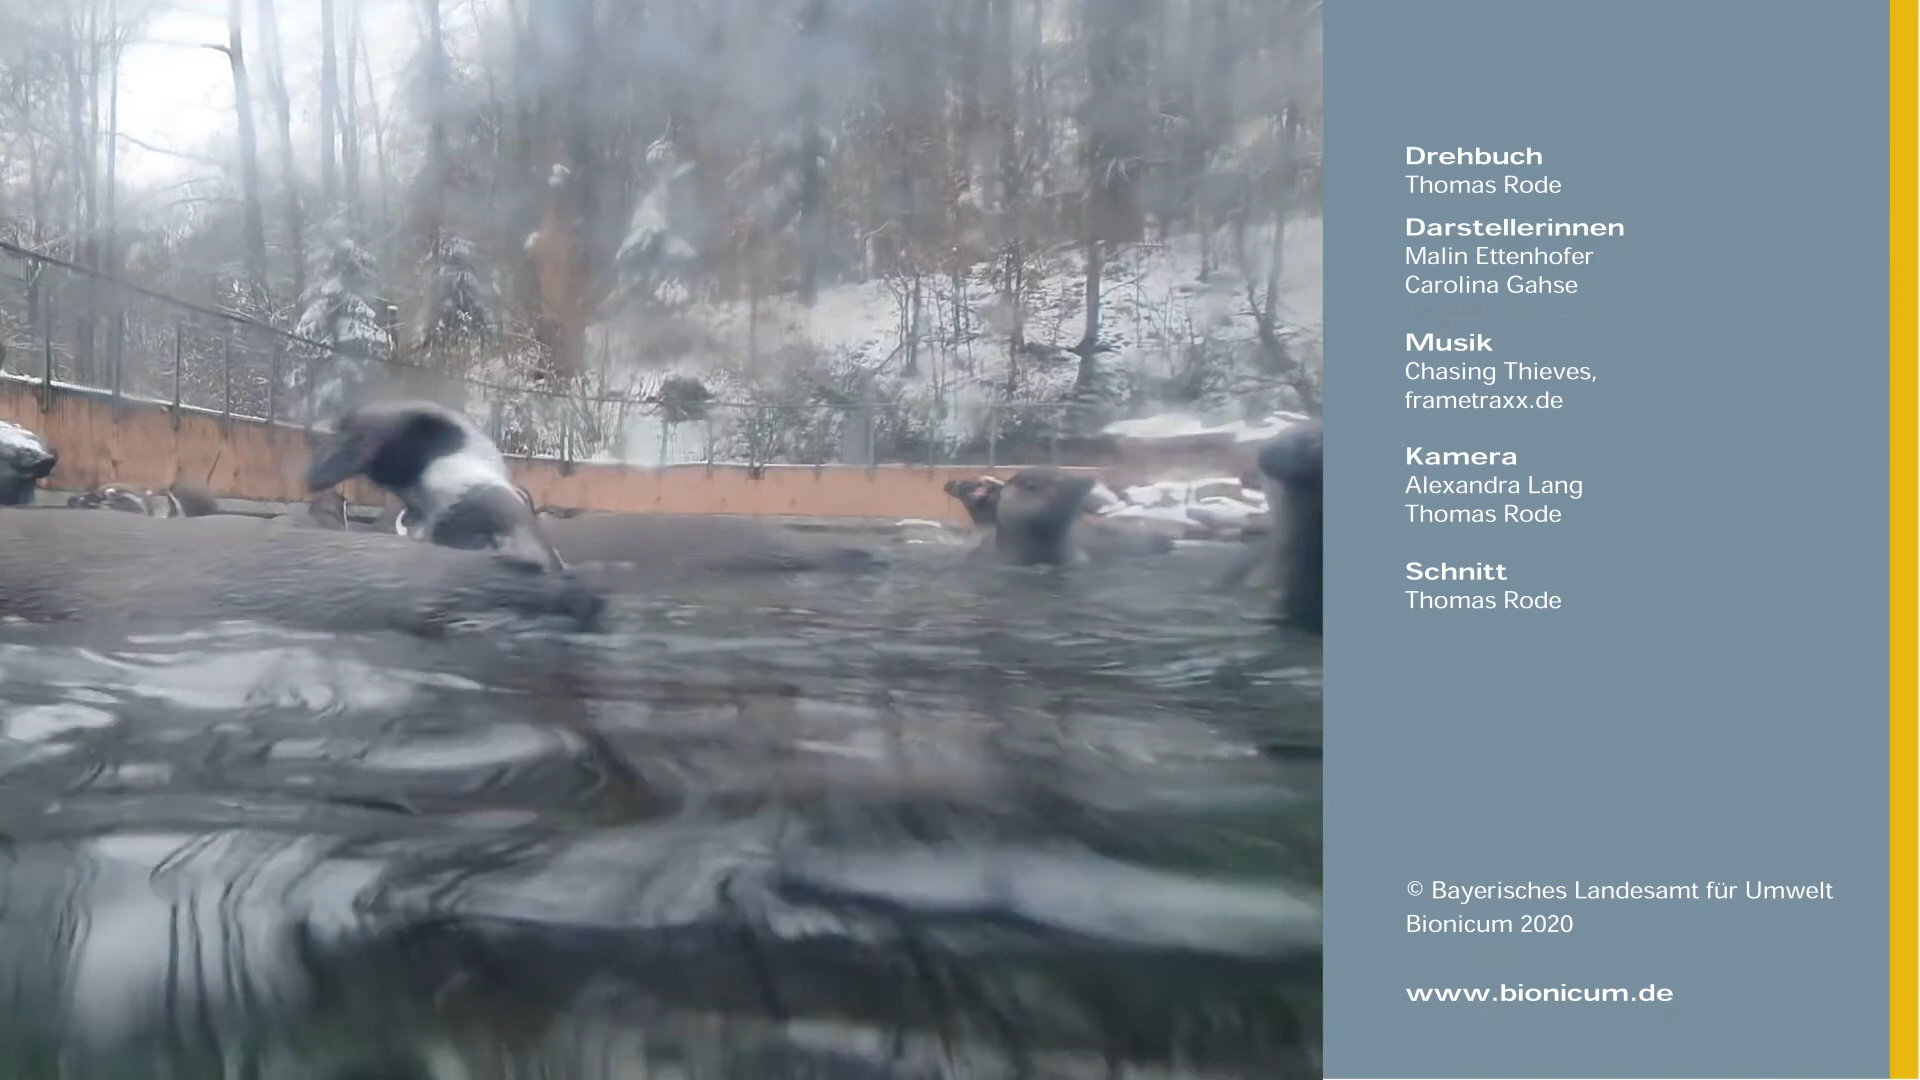 Drehbuch
Thomas Rode
Darstellerinnen
Malin Ettenhofer
Carolina Gahse
Musik
Chasing Thieves,
frametraxx.de
Kamera
Alexandra Lang
Thomas Rode
Schnitt
Thomas Rode
© Bayerisches Landesamt für Umwelt
Bionicum 2020
www.bionicum.de